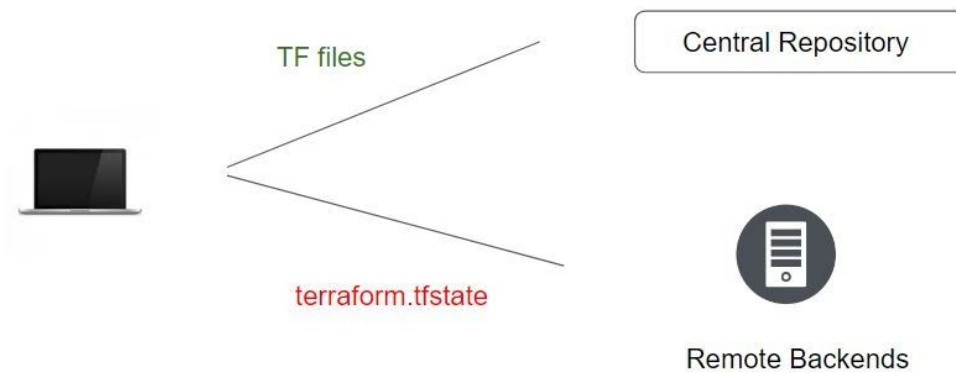 TF files
Central Repository
terraform.tfstate
Remote Backends